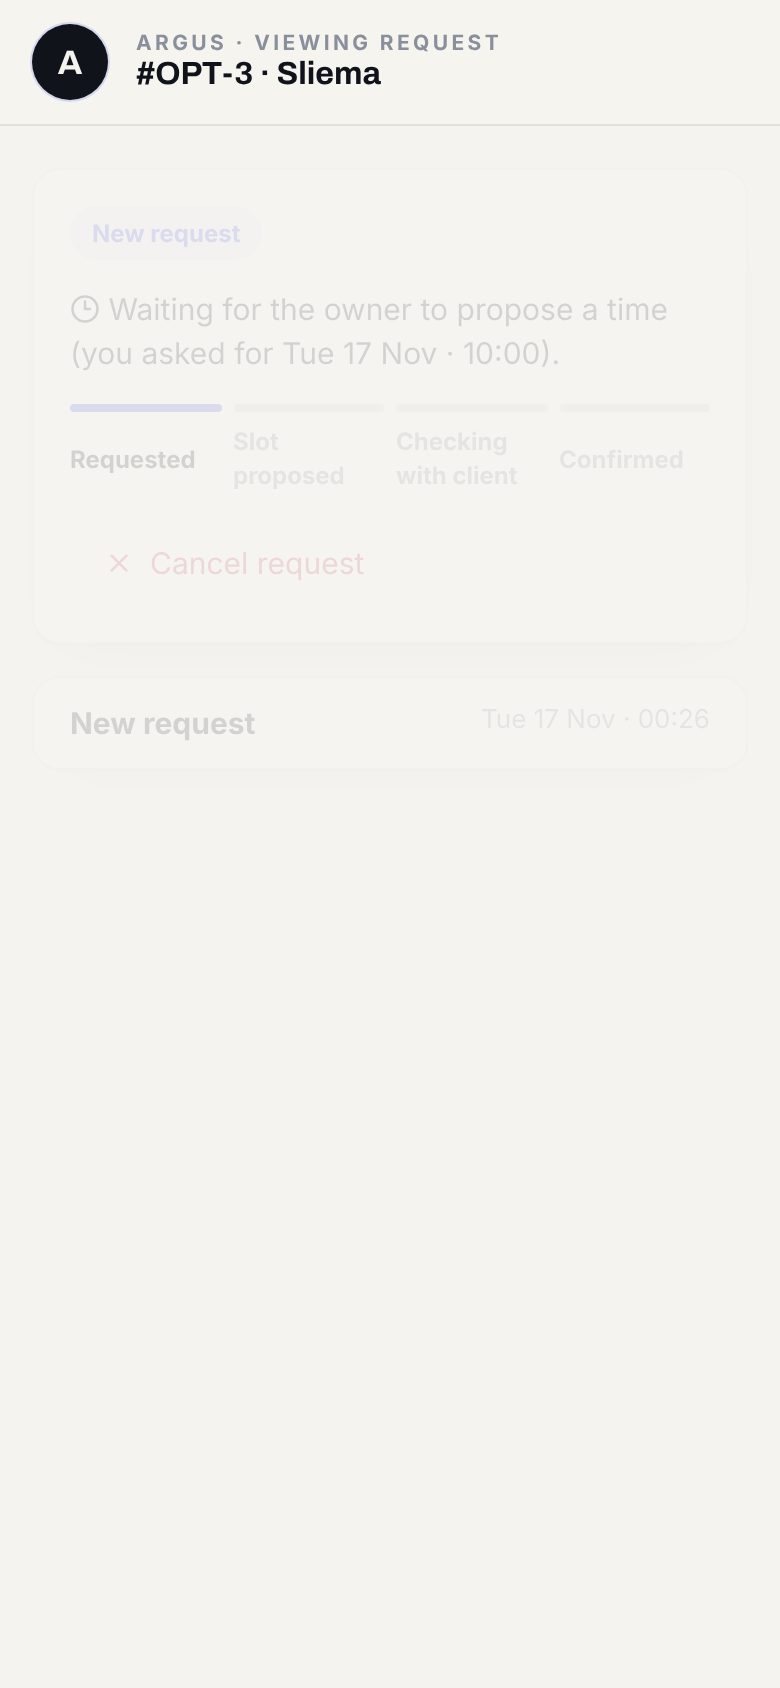 A
ARGUS · VIEWING REQUEST
#OPT-3 · Sliema
New request
Waiting for the owner to propose a time
(you asked for Tue 17 Nov · 10:00).
Requested
Slot
proposed
Checking
with client
Confirmed
Cancel request
New request
Tue 17 Nov · 00:26